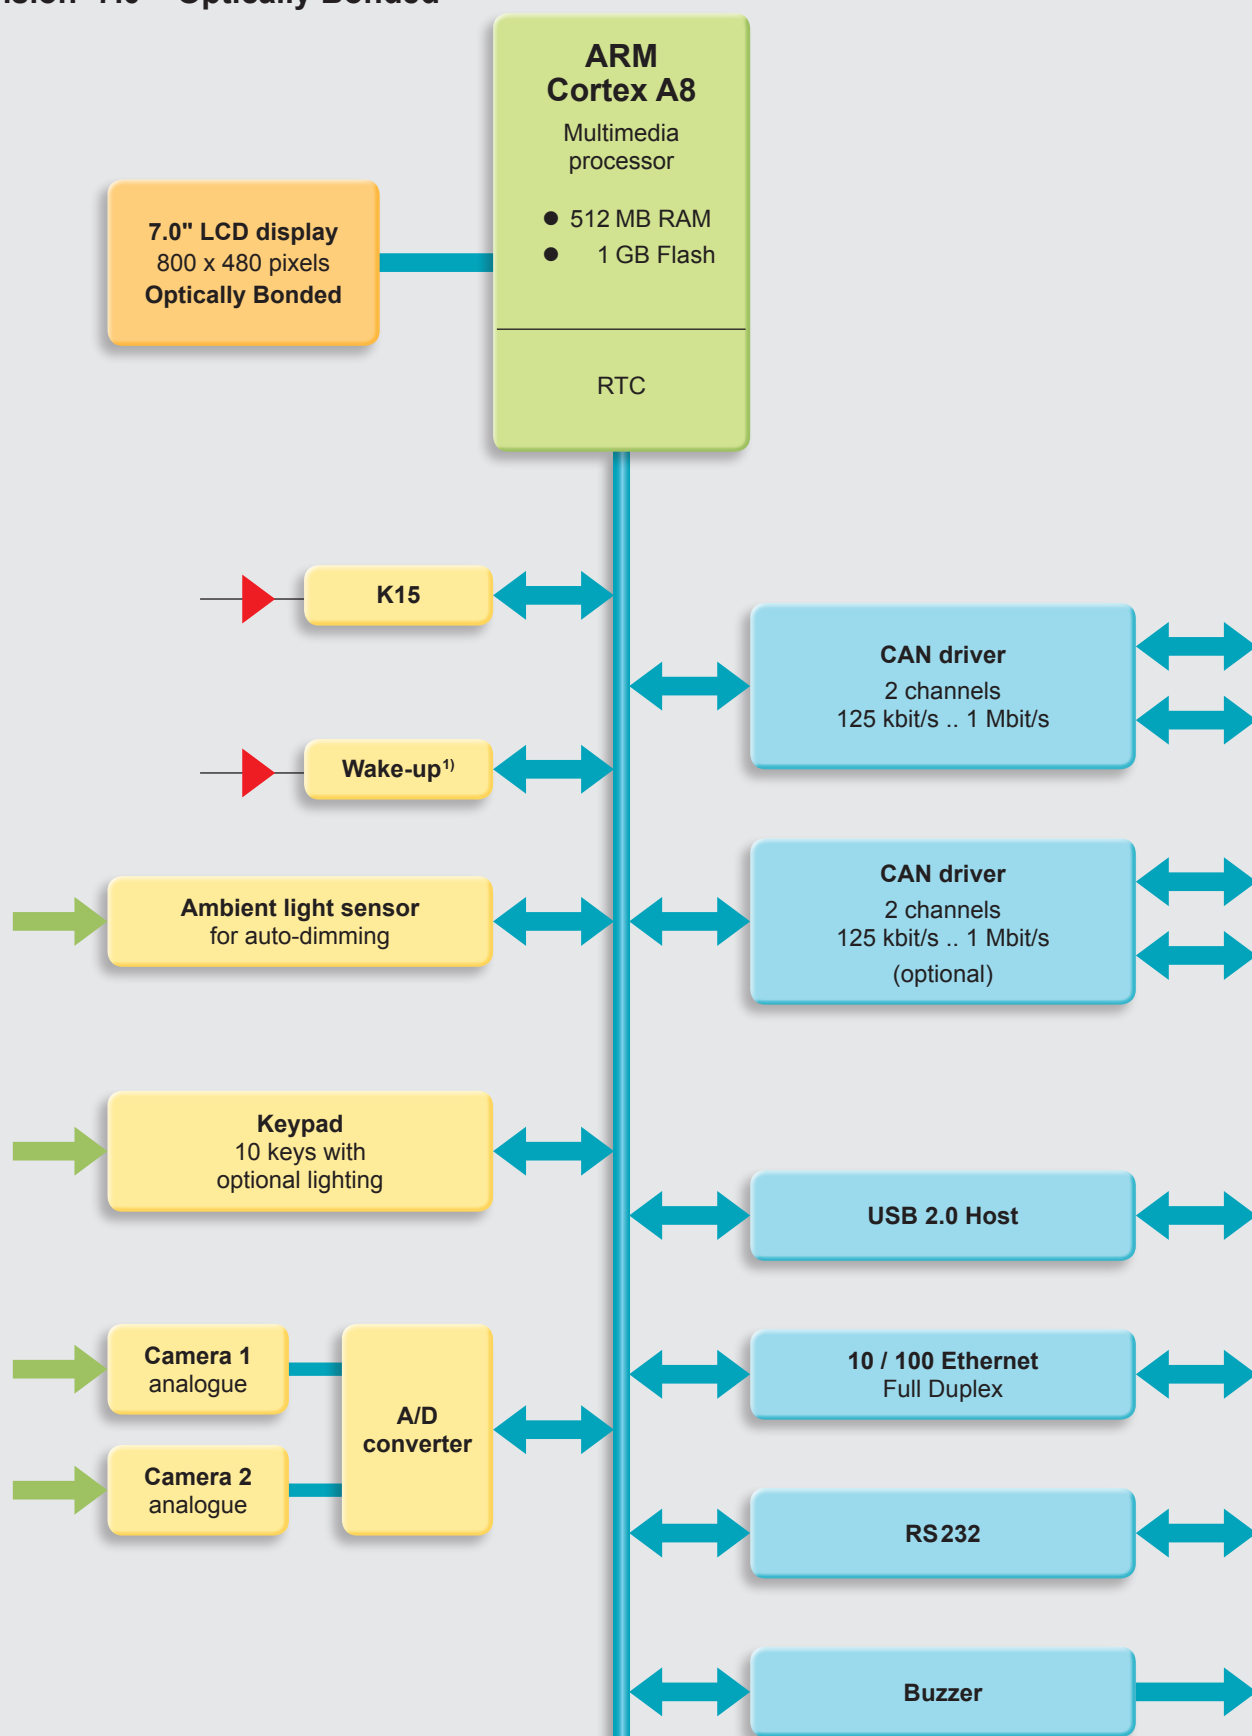 Optically Bonded
ARM
Cortex A8
Multimedia
processor
● 512 MB RAM
● 1 GB Flash
RTC
7.0" LCD display
800 x 480 pixels
Optically Bonded
K15
Wake-up¹⁾
Ambient light sensor
for auto-dimming
Keypad
10 keys with
optional lighting
Camera 1
analogue
Camera 2
analogue
A/D
converter
CAN driver
2 channels
125 kbit/s .. 1 Mbit/s
CAN driver
2 channels
125 kbit/s .. 1 Mbit/s
(optional)
USB 2.0 Host
10 / 100 Ethernet
Full Duplex
RS232
Buzzer